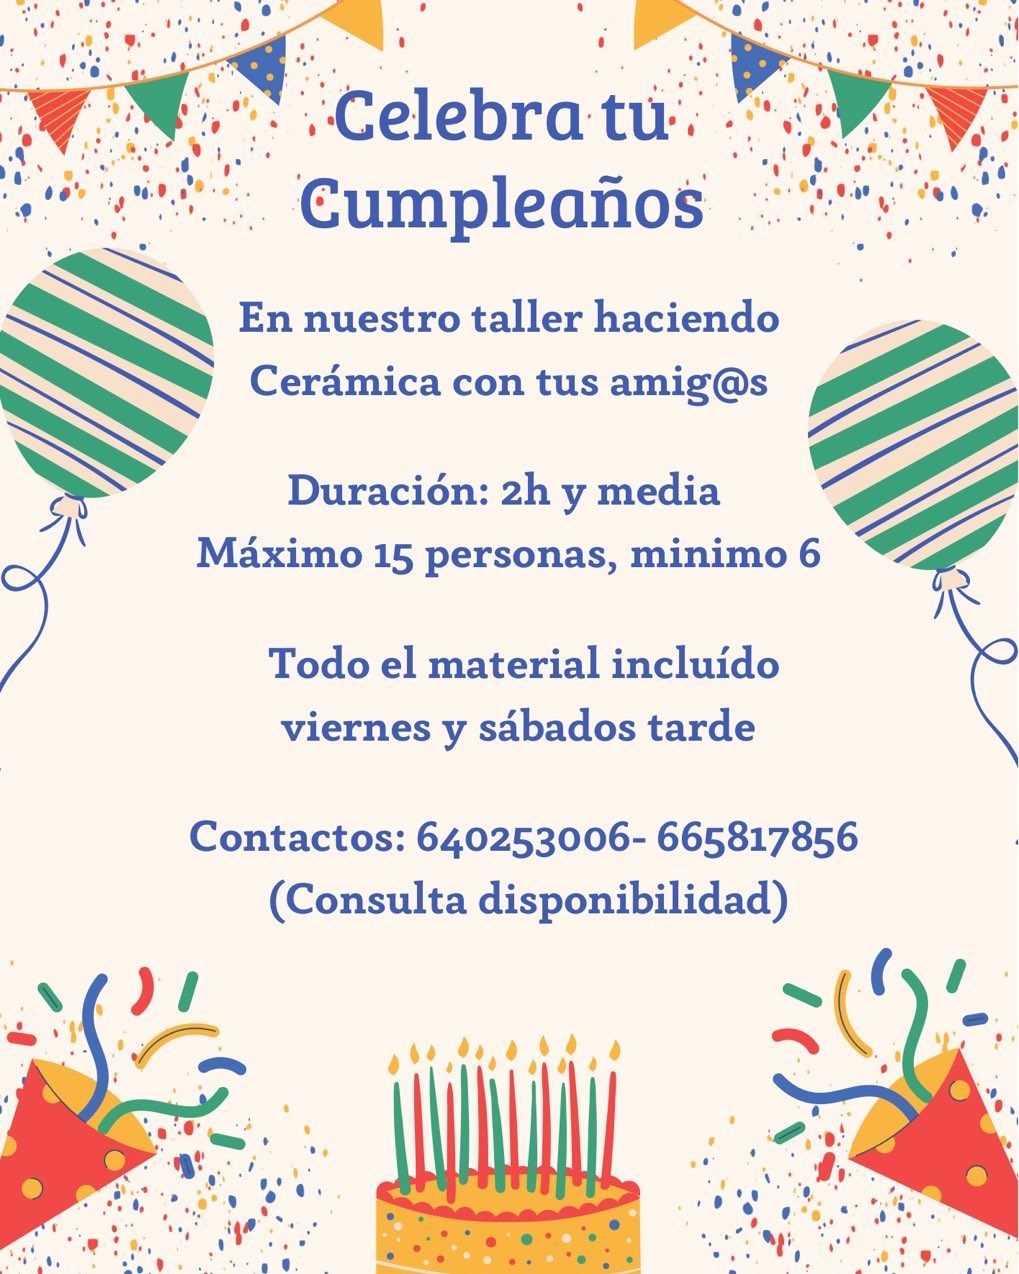 Celebra tu
Cumpleaños
En nuestro taller haciendo
Cerámica con tus amig@s
Duración: 2h y media
Máximo 15 personas, minimo 6
Todo el material incluído
viernes y sábados tarde
Contactos: 640253006- 665817856
(Consulta disponibilidad)